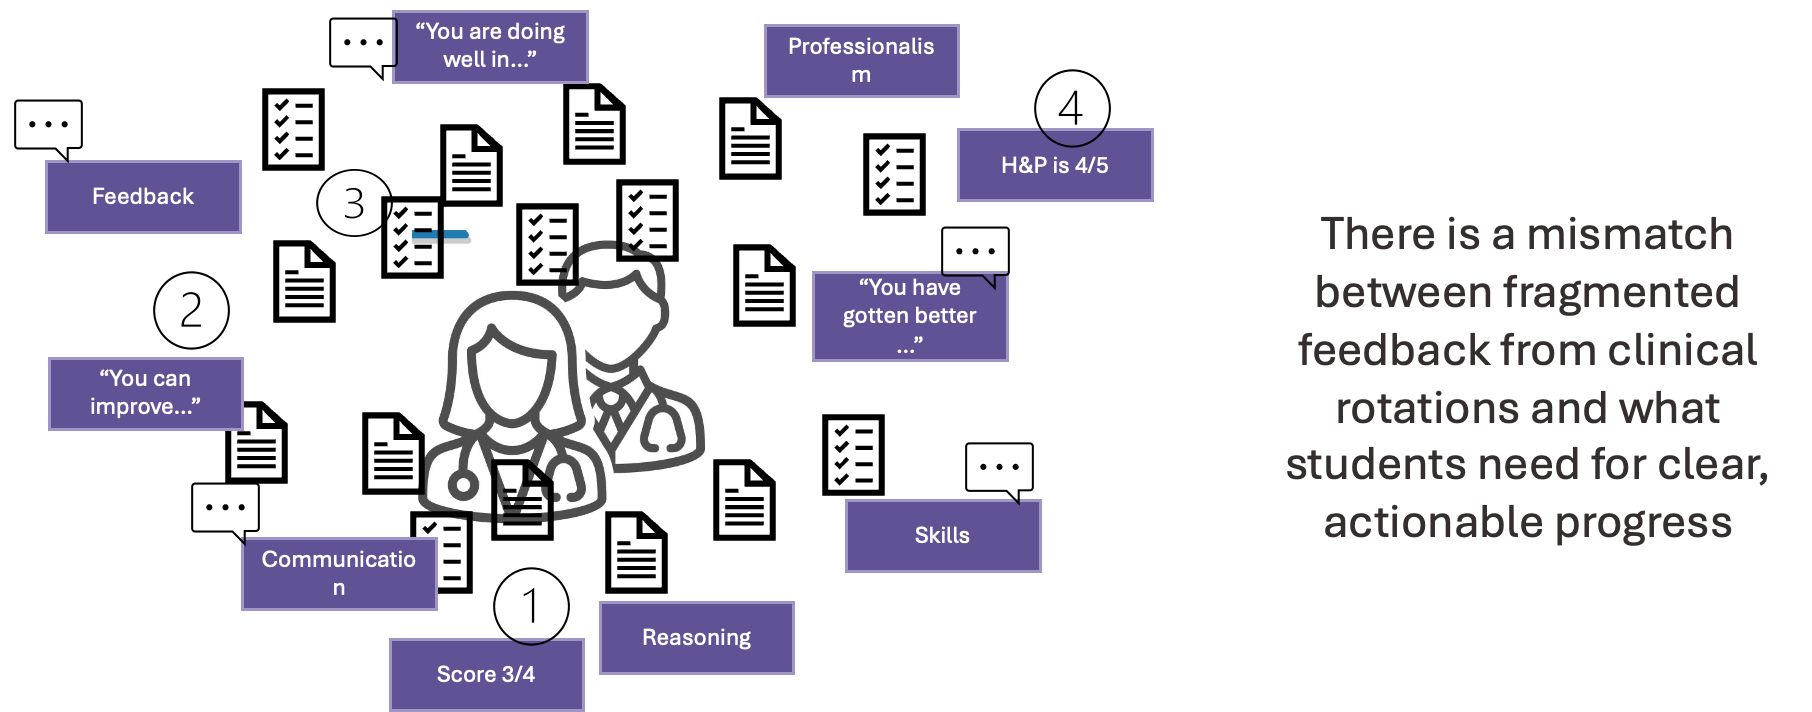 “You are doing
well in...”
Professionalis
m
4
H&P is 4/5
Feedback
3
2
“You have
gotten better
...”
“You can
improve...”
Skills
Communicatio
n
1
Reasoning
Score 3/4
There is a mismatch
between fragmented
feedback from clinical
rotations and what
students need for clear,
actionable progress